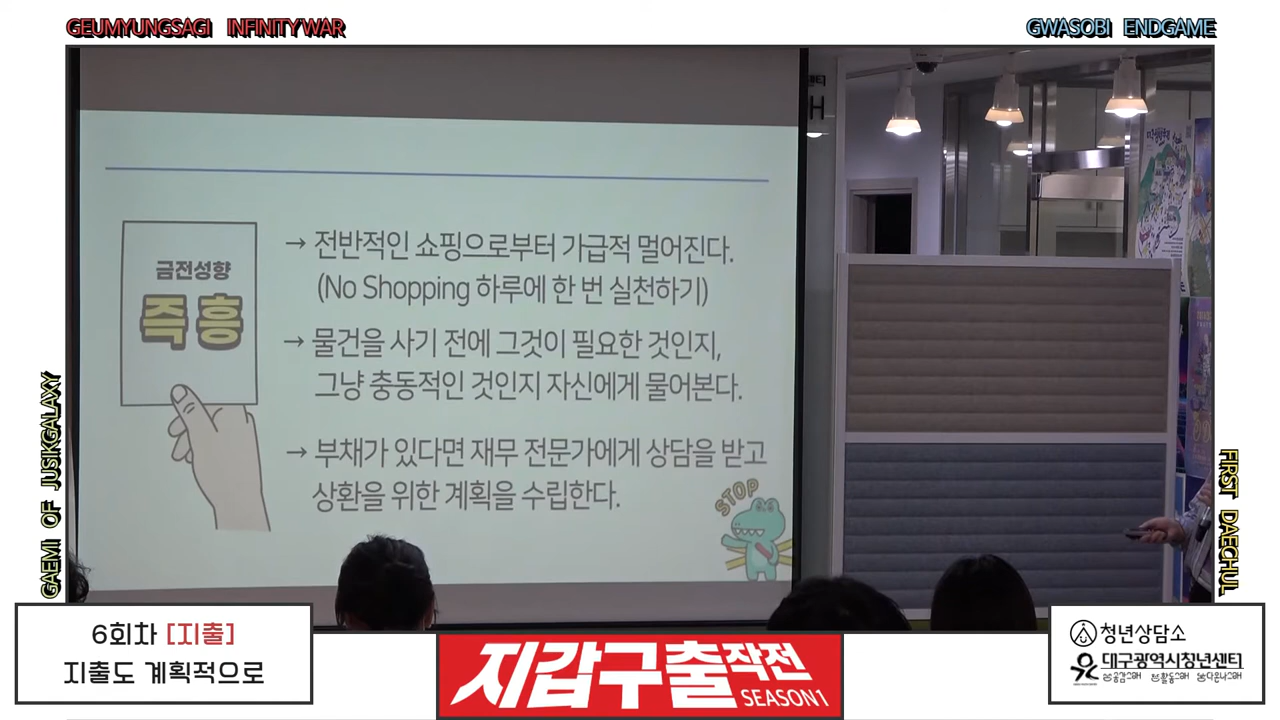 GEUMYUNGSAGI INFINITY WAR
GWASOBI ENDGAME
금전성향
즉흥
→ 전반적인 쇼핑으로부터 가급적 멀어진다.
(No Shopping 하루에 한 번 실천하기)
→ 물건을 사기 전에 그것이 필요한 것인지,
그냥 충동적인 것인지 자신에게 물어본다.
→ 부채가 있다면 재무 전문가에게 상담을 받고
상환을 위한 계획을 수립한다.
STOP
GAEMI OF JUSIKGALAXY
FIRST DAECHUL
6회차 [지출]
지출도 계획적으로
지갑구출작전
SEASON1
청년상담소
대구광역시청년센터